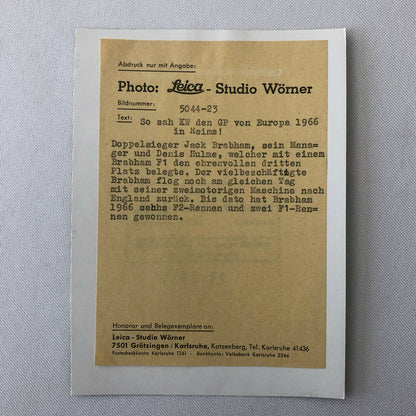 Abdruck nur mit Angabe:
Photo: Leica - Studio Wörner
Bildnummer: 5044-23
Text: So sah KW den GP von Europa 1966
in Reims!
Doppelsieger Jack Brabham, sein Mana=
ger und Denis Hulme, welcher mit einem
Brabham F1 den ehrenvollen dritten
Platz belegte. Der vielbeschäftigte
Brabham flog noch am gleichen Tag
mit seiner zweimotorigen Maschine nach
England zurück. Bis dato hat Brabham
1966 sechs F2-Rennen und zwei F1-Ren=
nen gewonnen.
Honorar und Belegexemplare an:
Leica - Studio Wörner
7501 Grötzingen / Karlsruhe, Katzenberg, Tel. Karlsruhe 41436
Postscheckkonto Karlsruhe 1241 - Bankkonto - Volksbank Karlsruhe 3346